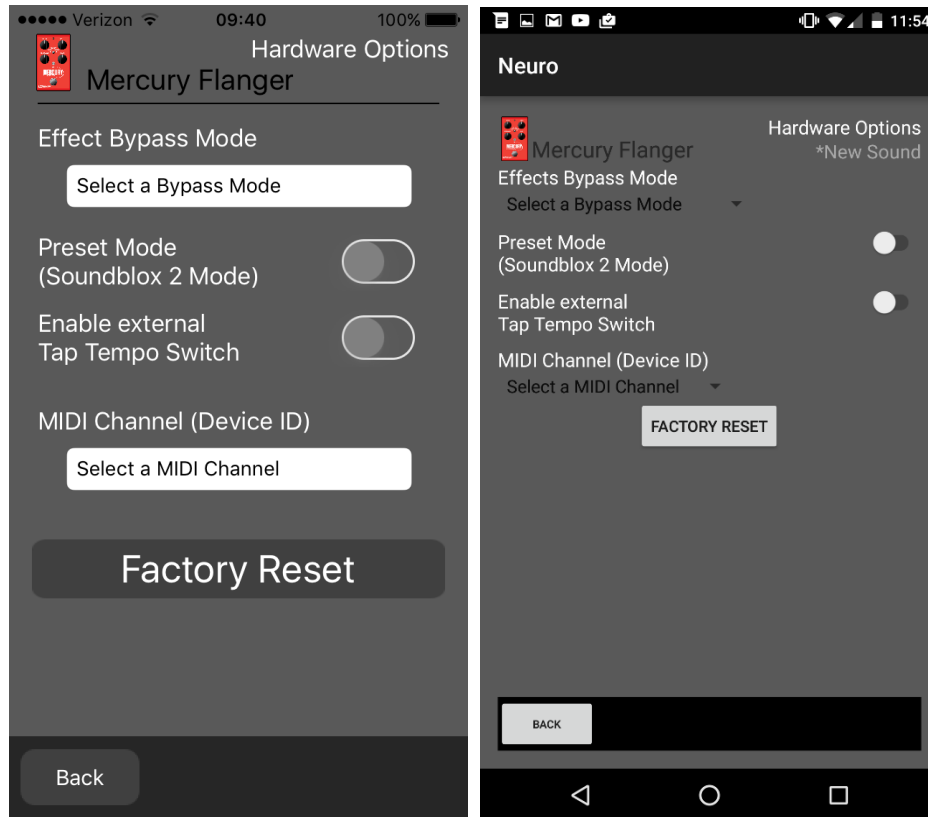 Verizon 09:40 100%
Hardware Options
Mercury Flanger
Effect Bypass Mode
Select a Bypass Mode
Preset Mode
(Soundblox 2 Mode)
Enable external
Tap Tempo Switch
MIDI Channel (Device ID)
Select a MIDI Channel
Factory Reset
Back
11:54
Neuro
Hardware Options
*New Sound
Mercury Flanger
Effects Bypass Mode
Select a Bypass Mode
Preset Mode
(Soundblox 2 Mode)
Enable external
Tap Tempo Switch
MIDI Channel (Device ID)
Select a MIDI Channel
FACTORY RESET
BACK